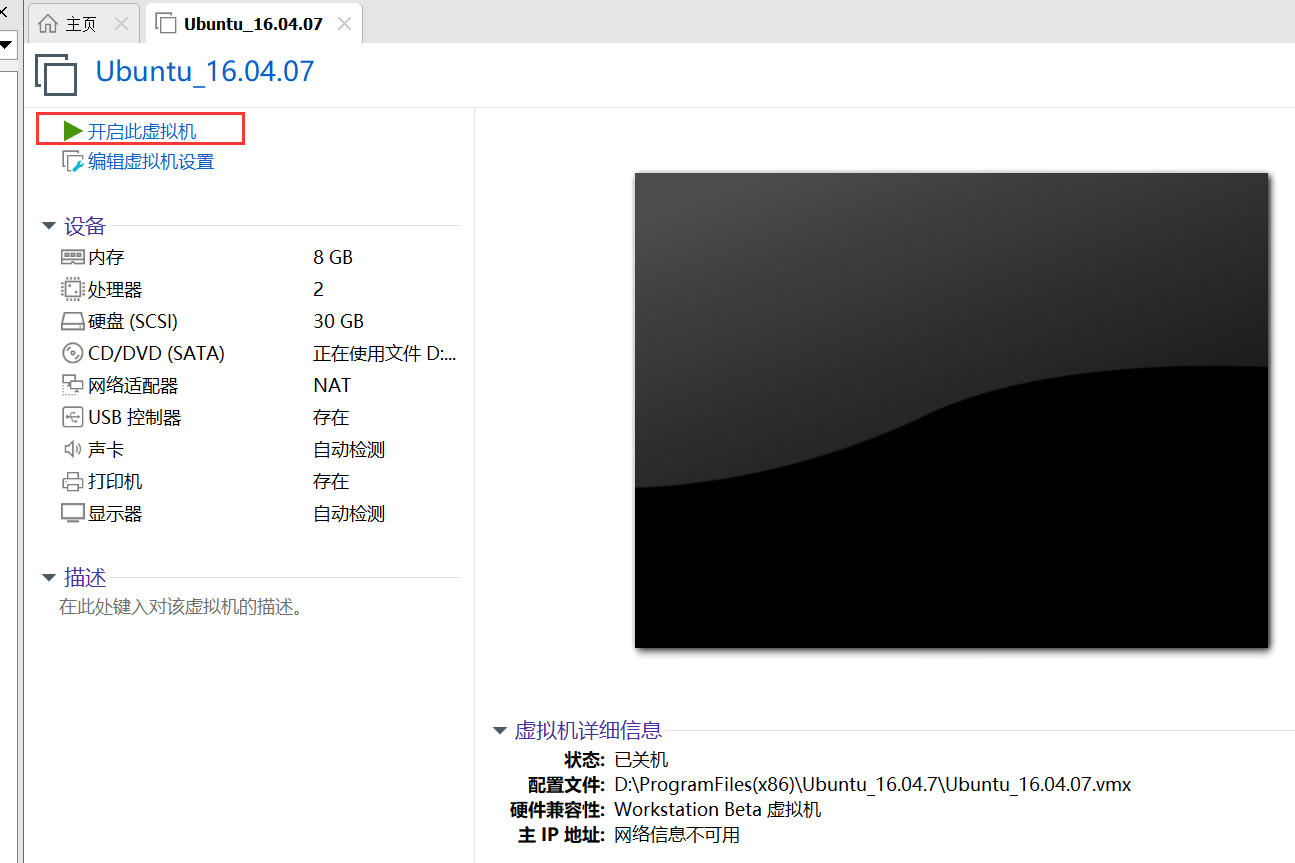 主页
Ubuntu_16.04.07
Ubuntu_16.04.07
开启此虚拟机
编辑虚拟机设置
设备
内存 8 GB
处理器 2
硬盘 (SCSI) 30 GB
CD/DVD (SATA) 正在使用文件 D:...
网络适配器 NAT
USB 控制器 存在
声卡 自动检测
打印机 存在
显示器 自动检测
描述
在此处键入对该虚拟机的描述。
虚拟机详细信息
状态: 已关机
配置文件: D:\ProgramFiles(x86)\Ubuntu_16.04.7\Ubuntu_16.04.07.vmx
硬件兼容性: Workstation Beta 虚拟机
主 IP 地址: 网络信息不可用